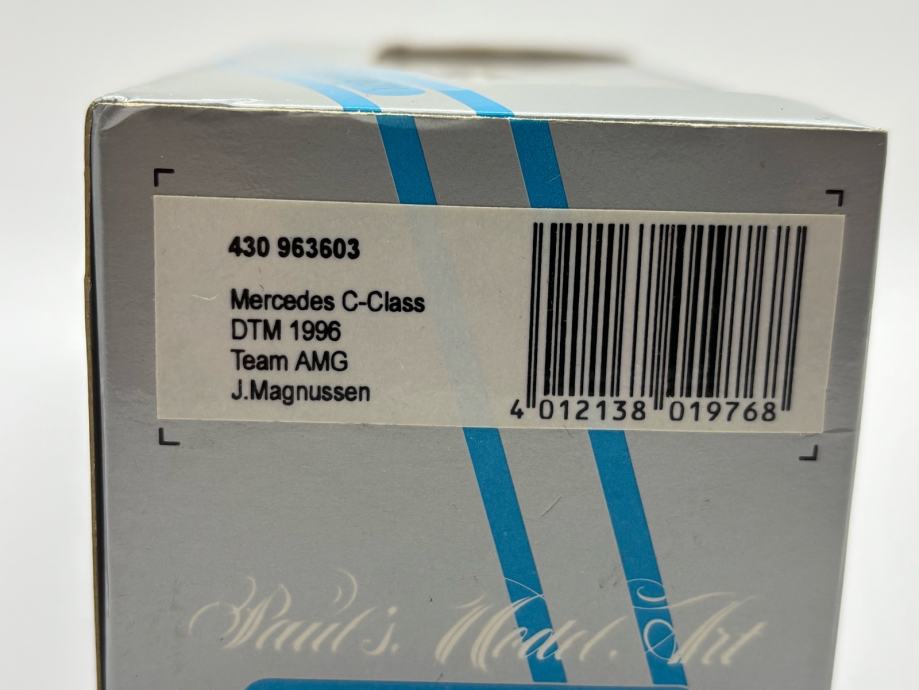 430 963603
Mercedes C-Class
DTM 1996
Team AMG
J.Magnussen
4 012138 019768
Paul's Model Art